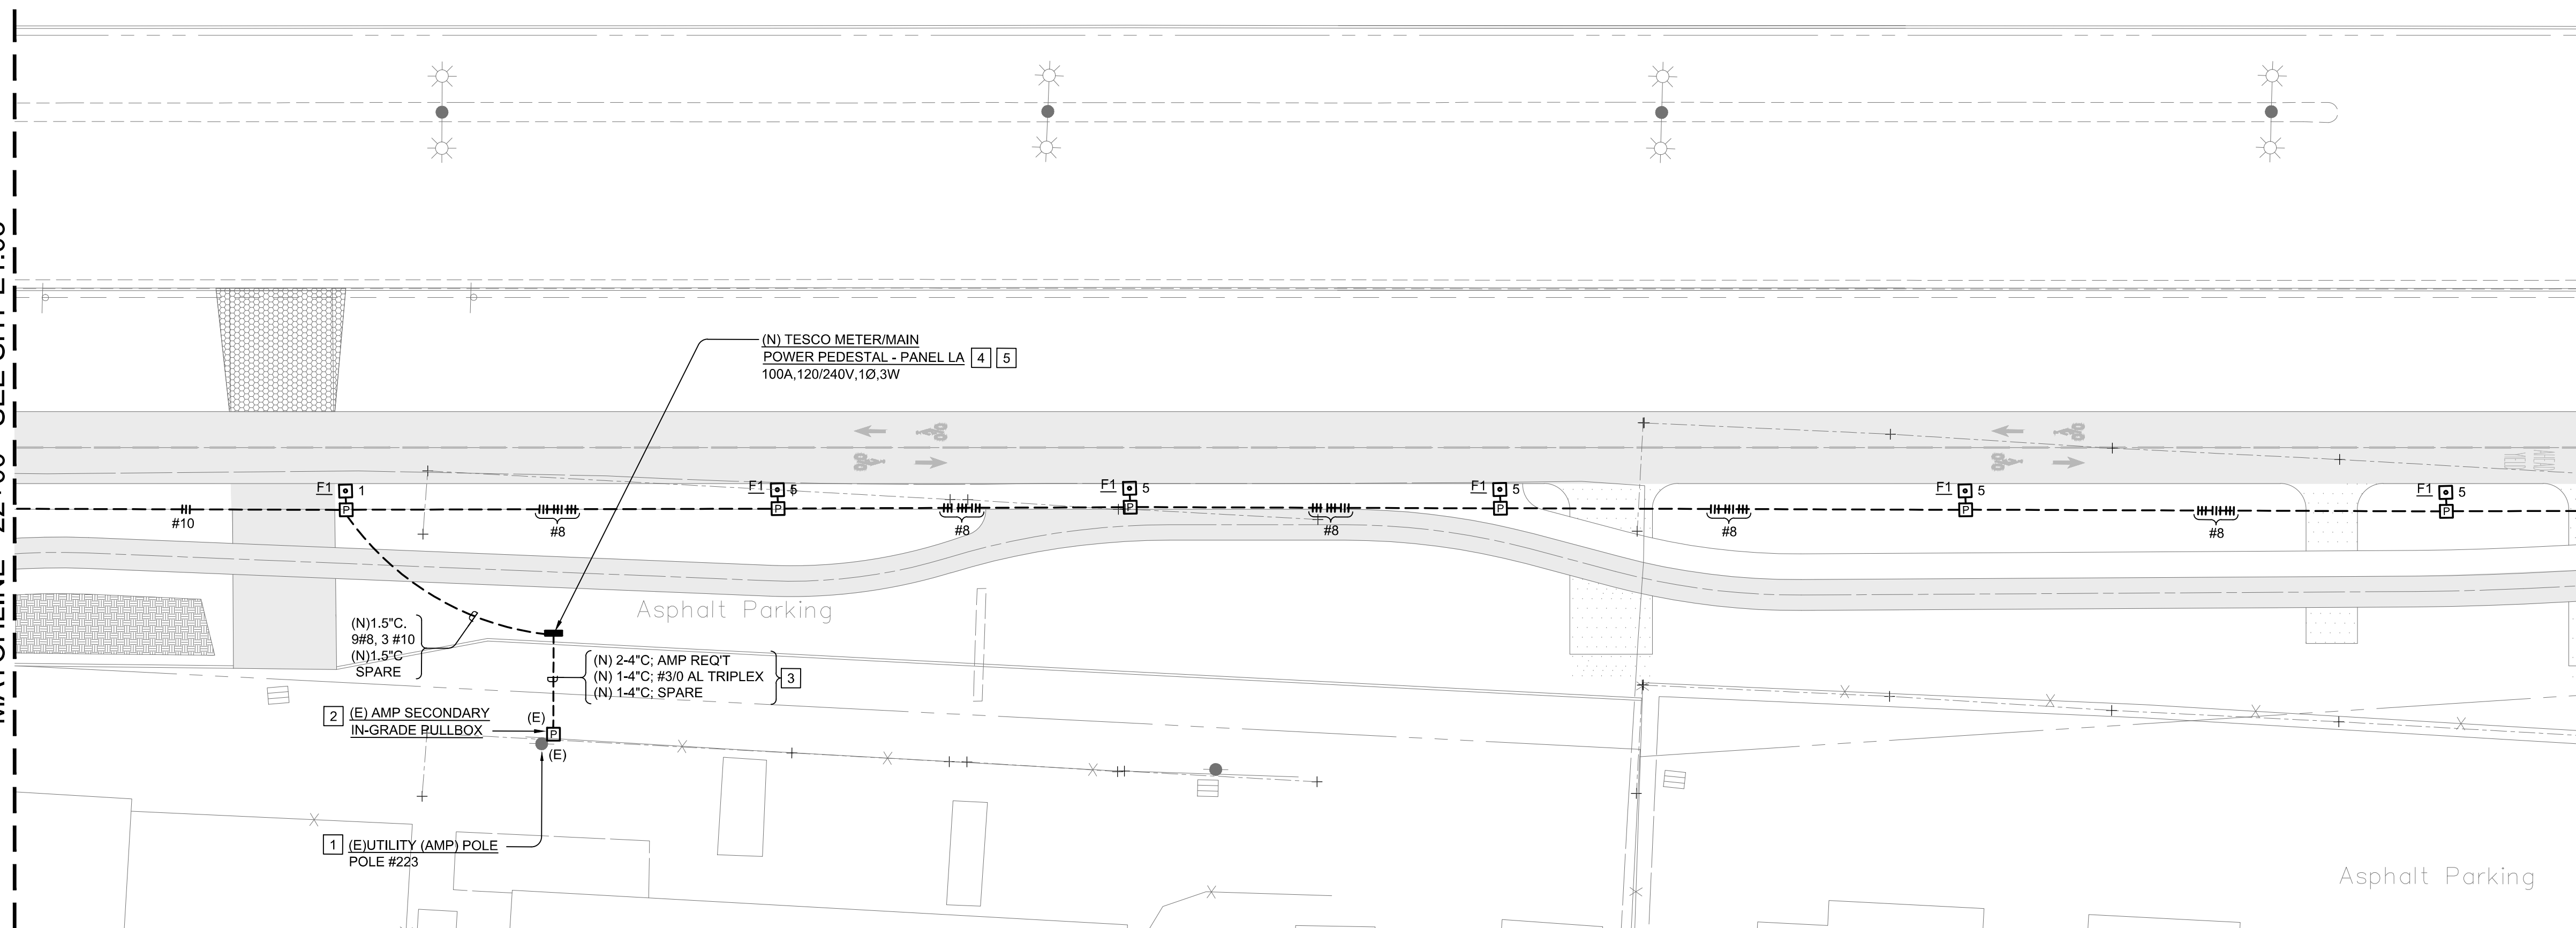 (N) TESCO METER/MAIN
POWER PEDESTAL - PANEL LA 4 5
100A,120/240V,1Ø,3W
F1 1
P
#10
#8
F1 5
P
#8
F1 5
P
#8
F1 5
P
#8
F1 5
P
#8
F1 5
P
YIELD
AHEAD
Asphalt Parking
(N)1.5"C.
9#8, 3 #10
(N)1.5"C
SPARE
(N) 2-4"C; AMP REQ'T
(N) 1-4"C; #3/0 AL TRIPLEX
(N) 1-4"C; SPARE
3
2 (E) AMP SECONDARY
IN-GRADE PULLBOX
(E)
P
(E)
1 (E)UTILITY (AMP) POLE
POLE #223
Asphalt Parking